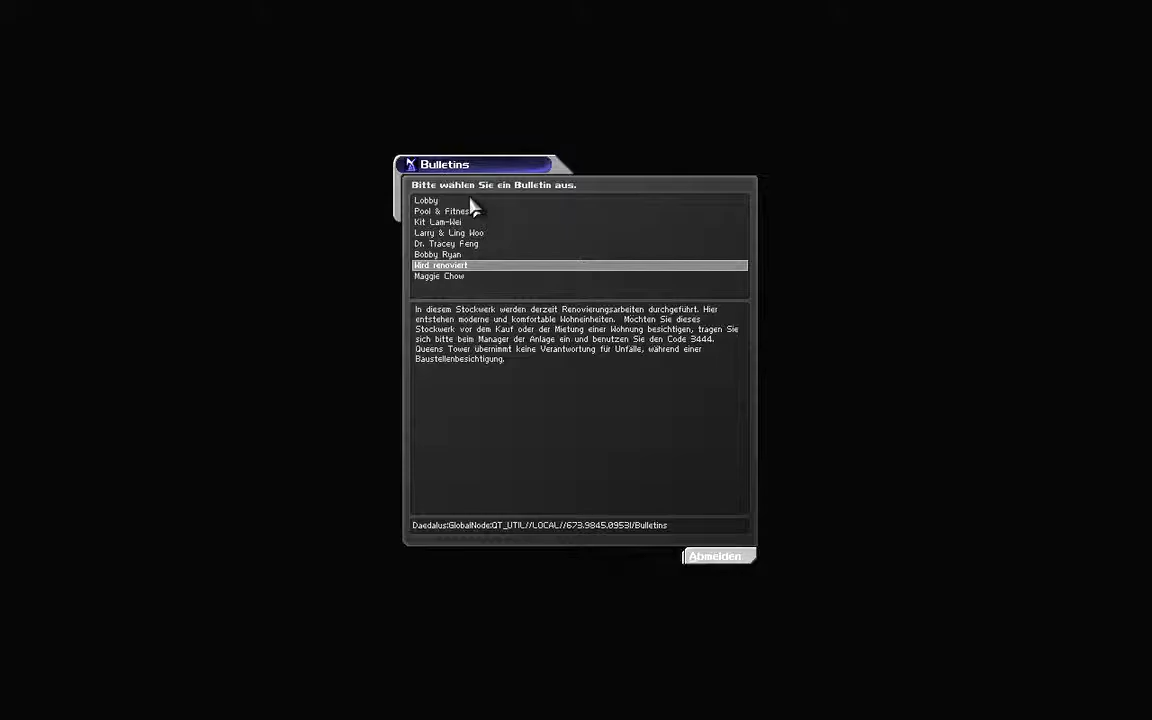 Bulletins
Bitte wählen Sie ein Bulletin aus.
Lobby
Pool & Fitness
Kit Lam-Wei
Larry & Ling Woo
Dr. Tracey Feng
Bobby Ryan
Wird renoviert
Maggie Chow
In diesem Stockwerk werden derzeit Renovierungsarbeiten durchgeführt. Hier
entstehen moderne und komfortable Wohneinheiten.  Möchten Sie dieses
Stockwerk vor dem Kauf oder der Mietung einer Wohnung besichtigen, tragen Sie
sich bitte beim Manager der Anlage ein und benutzen Sie den Code 3444.
Queens Tower übernimmt keine Verantwortung für Unfälle, während einer
Baustellenbesichtigung.
Daedalus:GlobalNode:QT_UTIL//LOCAL//673.9845.09531/Bulletins
Abmelden